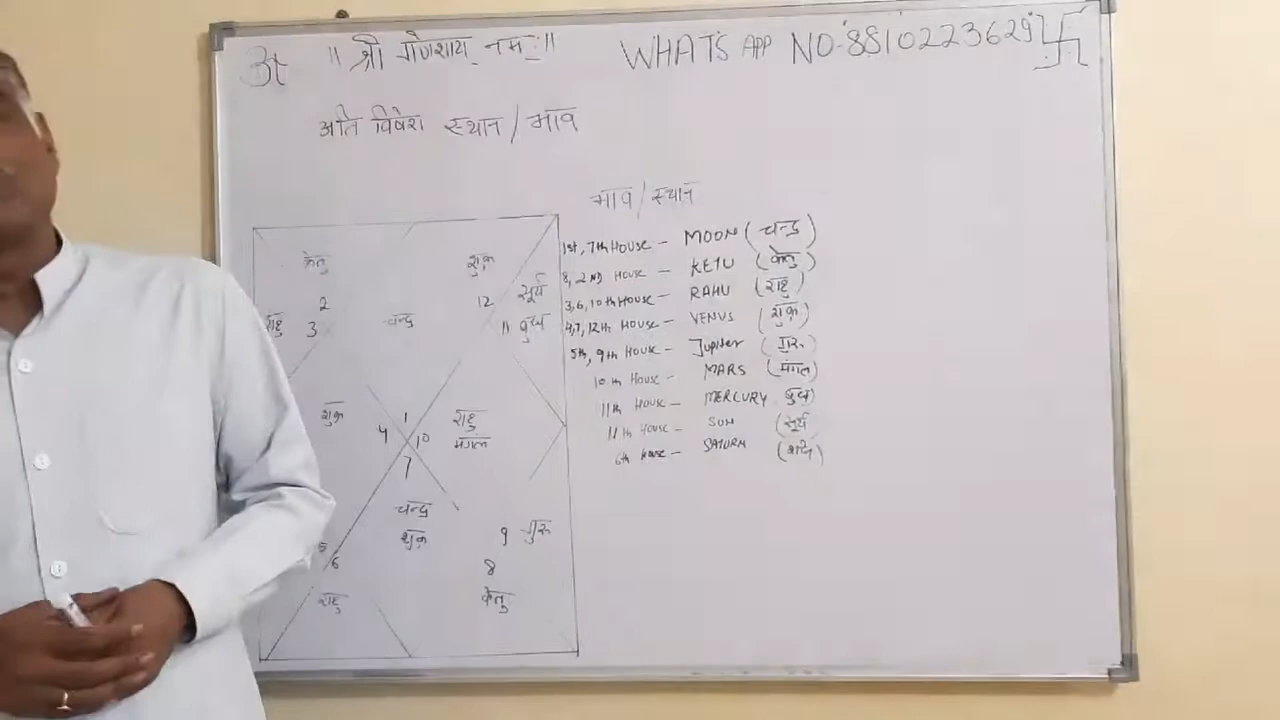 ॥ श्री गणेशाय नमः ॥
WHAT'S APP NO-8810223629
अति विशेश स्थान / भाव
भाव / स्थान
1st, 7th HOUSE - MOON (चन्द्र)
8, 2ND HOUSE - KETU (केतु)
3,6,10th HOUSE - RAHU (राहु)
4,7,12th HOUSE - VENUS (शुक्र)
5th, 9th HOUSE - Jupiter (गुरु)
10th HOUSE - MARS (मंगल)
11th HOUSE - MERCURY बुध)
11th HOUSE - SUN (सूर्य
6th House - SATURN (शनि)
केतु
शुक्र
2
12 सूर्य
राहु 3
चन्द्र
11 बुध
शुक्र
4
1
10
7
राहु
मंगल
चन्द्र
शुक्र
5
6
राहु
9 गुरु
8
केतु